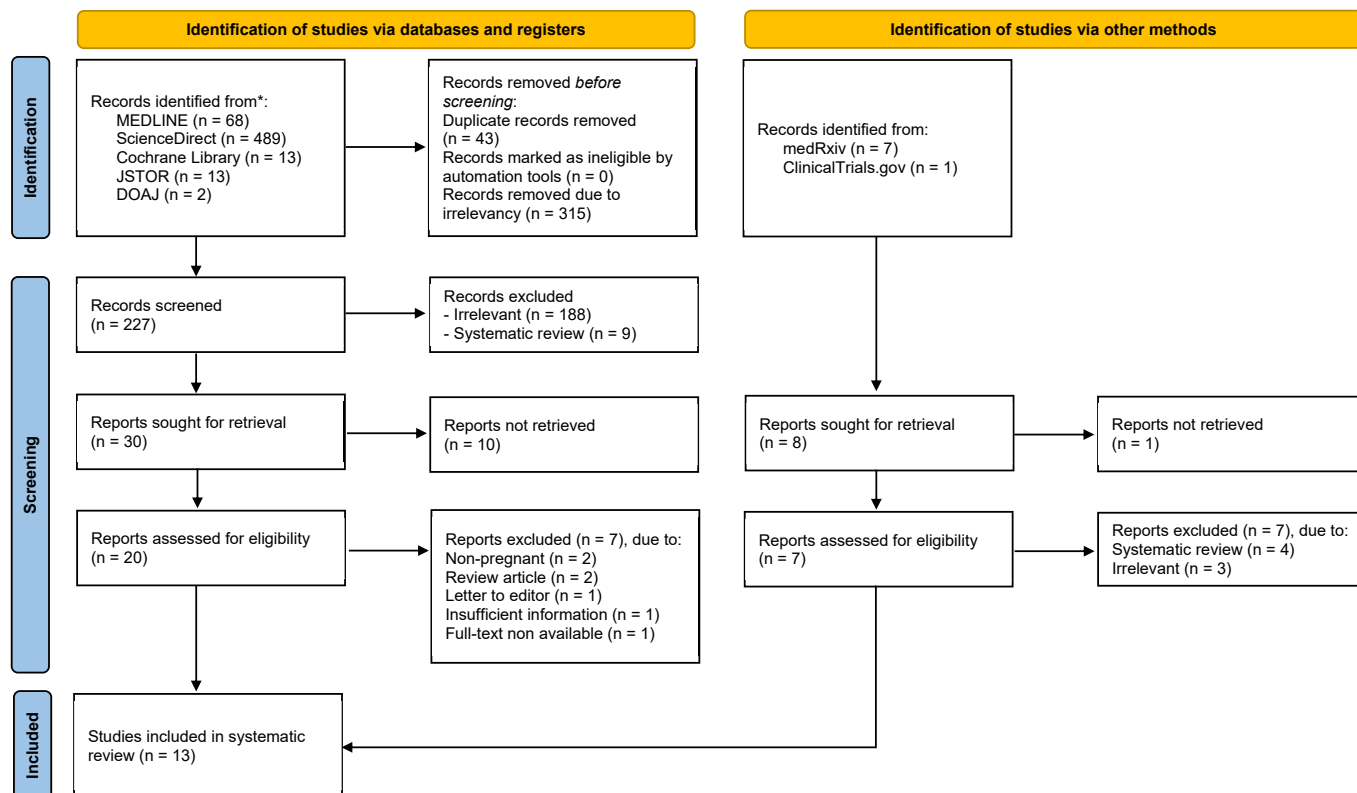 Identification of studies via databases and registers
Identification of studies via other methods
Identification
Records identified from*:
MEDLINE (n = 68)
ScienceDirect (n = 489)
Cochrane Library (n = 13)
JSTOR (n = 13)
DOAJ (n = 2)
Records removed before
screening:
Duplicate records removed
(n = 43)
Records marked as ineligible by
automation tools (n = 0)
Records removed due to
irrelevancy (n = 315)
Records identified from:
medRxiv (n = 7)
ClinicalTrials.gov (n = 1)
Screening
Records screened
(n = 227)
Records excluded
- Irrelevant (n = 188)
- Systematic review (n = 9)
Reports sought for retrieval
(n = 30)
Reports not retrieved
(n = 10)
Reports sought for retrieval
(n = 8)
Reports not retrieved
(n = 1)
Reports assessed for eligibility
(n = 20)
Reports excluded (n = 7), due to:
Non-pregnant (n = 2)
Review article (n = 2)
Letter to editor (n = 1)
Insufficient information (n = 1)
Full-text non available (n = 1)
Reports assessed for eligibility
(n = 7)
Reports excluded (n = 7), due to:
Systematic review (n = 4)
Irrelevant (n = 3)
Included
Studies included in systematic
review (n = 13)